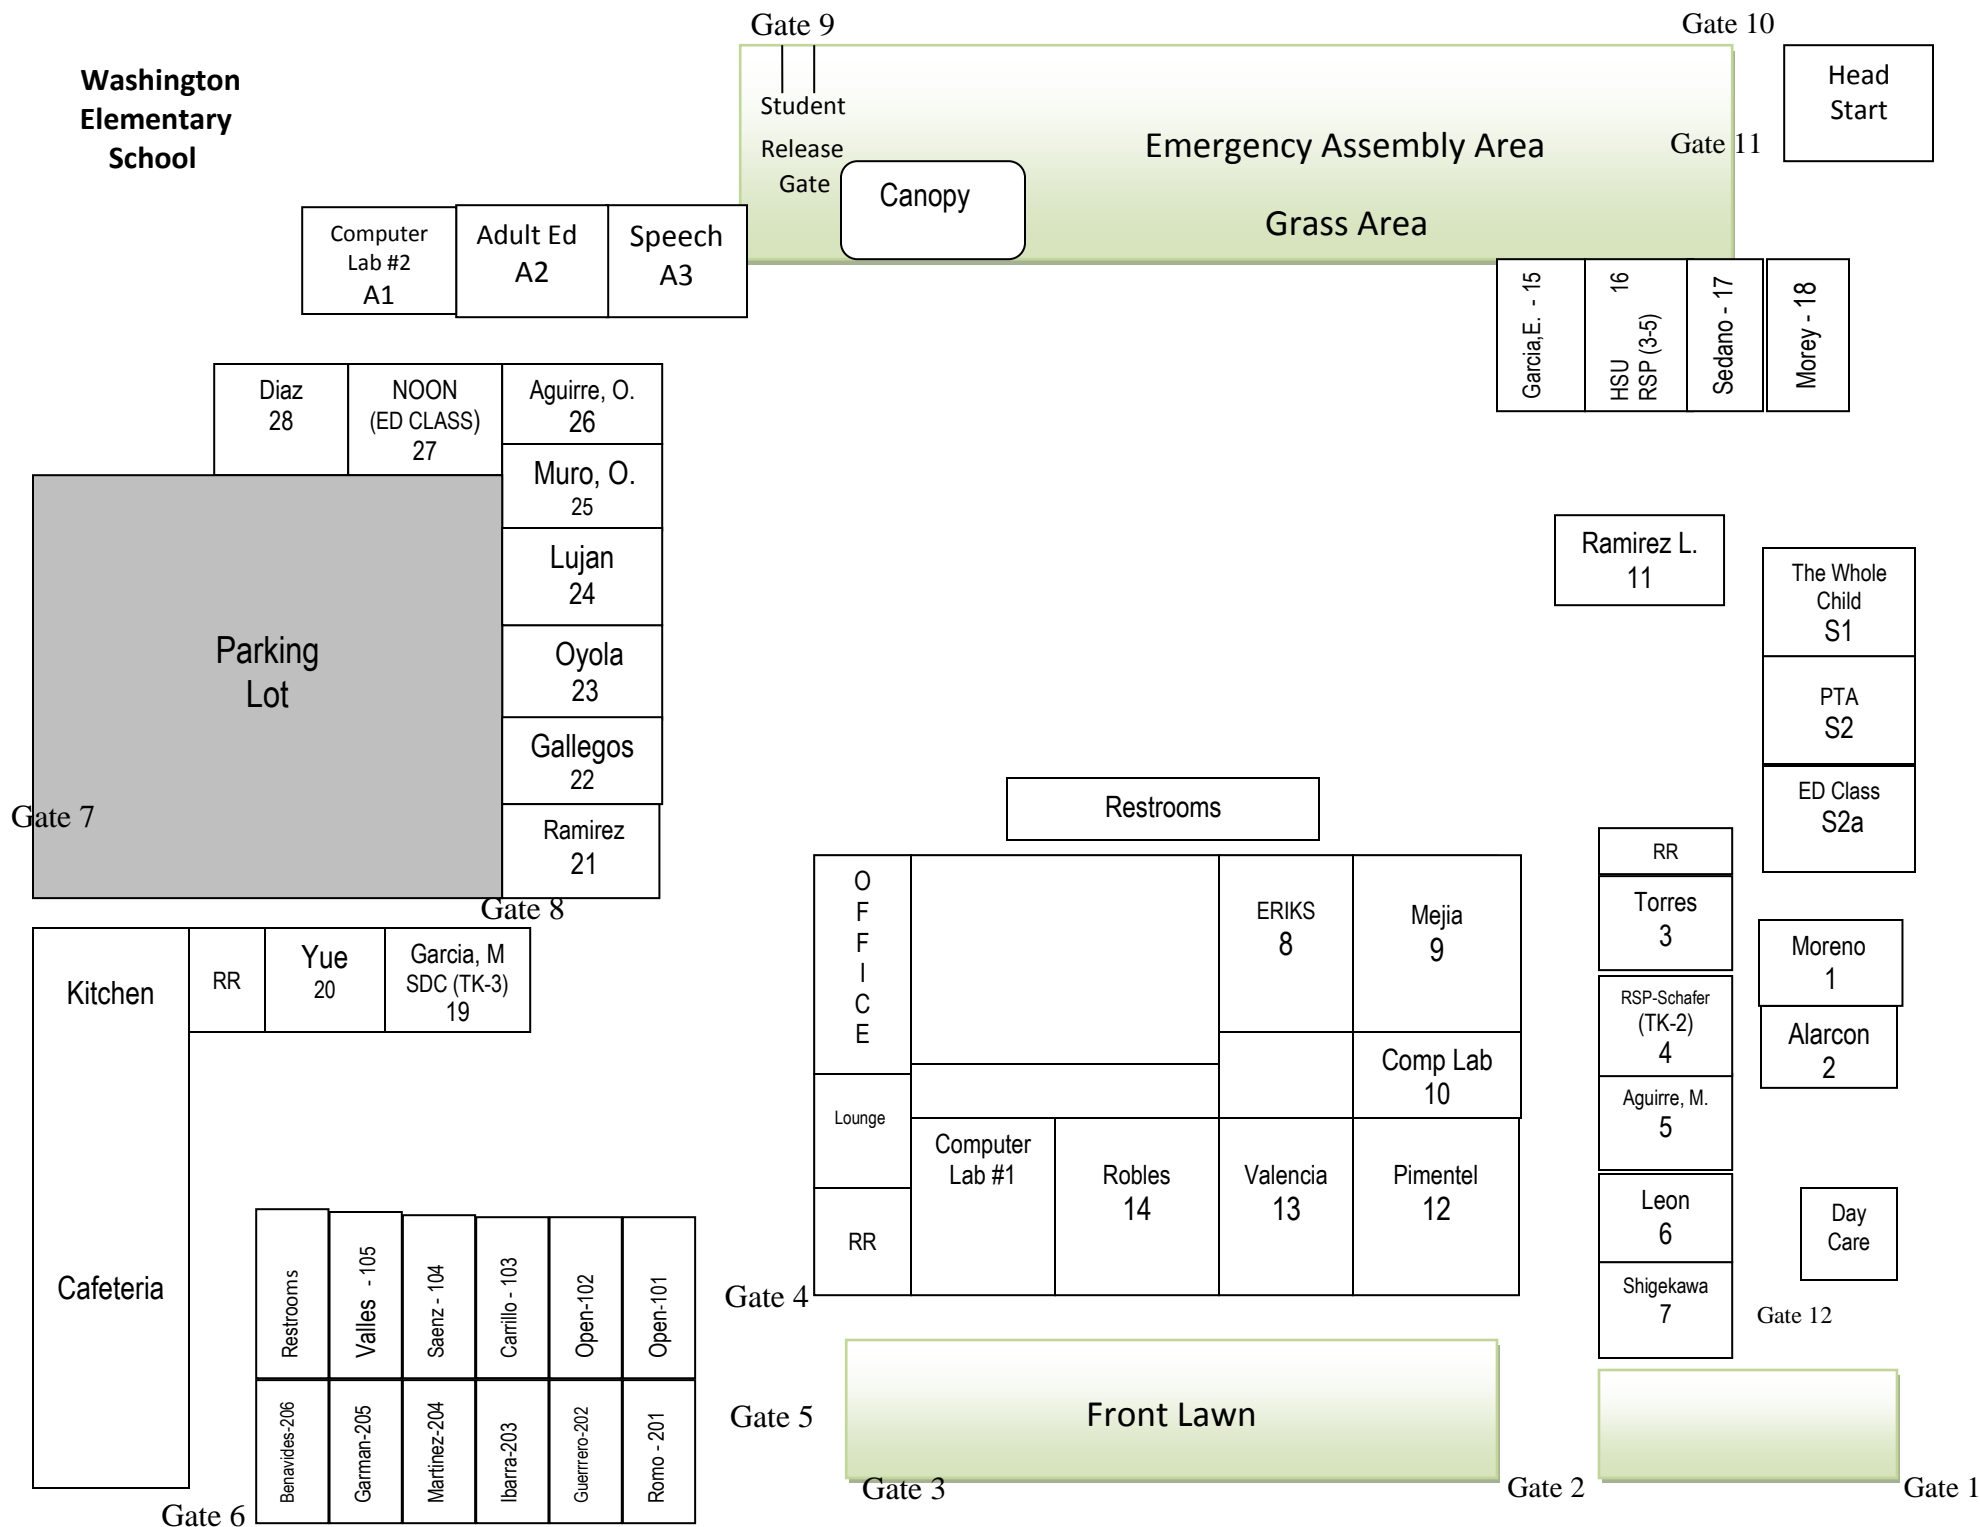 Gate 9
Gate 10
Washington
Elementary
School
Student
Release
Gate
Canopy
Emergency Assembly Area
Grass Area
Gate 11
Head
Start
Computer
Lab #2
A1
Adult Ed
A2
Speech
A3
Garcia,E. - 15
HSU 16
RSP (3-5)
Sedano - 17
Morey - 18
Diaz
28
NOON
(ED CLASS)
27
Aguirre, O.
26
Muro, O.
25
Lujan
24
Oyola
23
Gallegos
22
Ramirez
21
Parking
Lot
Gate 7
Gate 8
Ramirez L.
11
The Whole
Child
S1
PTA
S2
ED Class
S2a
Restrooms
Kitchen
RR
Yue
20
Garcia, M
SDC (TK-3)
19
Cafeteria
OFFICE
Lounge
RR
ERIKS
8
Mejia
9
Comp Lab
10
Computer
Lab #1
Robles
14
Valencia
13
Pimentel
12
RR
Torres
3
RSP-Schafer
(TK-2)
4
Aguirre, M.
5
Leon
6
Shigekawa
7
Moreno
1
Alarcon
2
Day
Care
Gate 12
Restrooms
Valles - 105
Saenz - 104
Carrillo - 103
Open-102
Open-101
Benavides-206
Garman-205
Martinez-204
Ibarra-203
Guerrrero-202
Romo - 201
Gate 4
Gate 5
Front Lawn
Gate 6
Gate 3
Gate 2
Gate 1